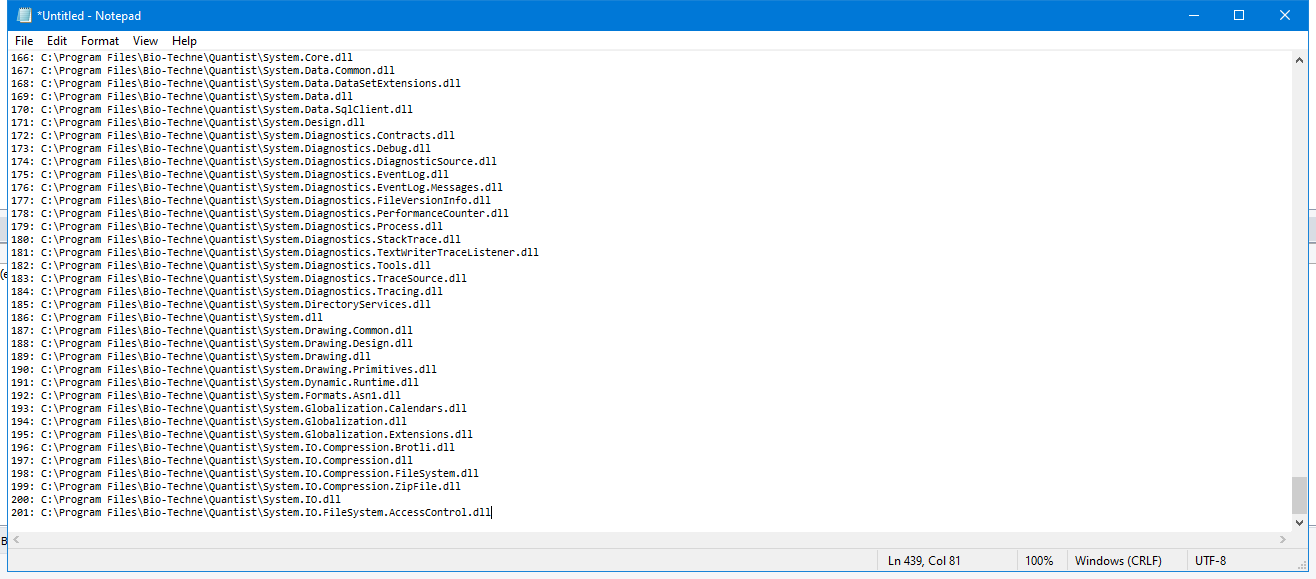 *Untitled - Notepad
File Edit Format View Help
166: C:\Program Files\Bio-Techne\Quantist\System.Core.dll
167: C:\Program Files\Bio-Techne\Quantist\System.Data.Common.dll
168: C:\Program Files\Bio-Techne\Quantist\System.Data.DataSetExtensions.dll
169: C:\Program Files\Bio-Techne\Quantist\System.Data.dll
170: C:\Program Files\Bio-Techne\Quantist\System.Data.SqlClient.dll
171: C:\Program Files\Bio-Techne\Quantist\System.Design.dll
172: C:\Program Files\Bio-Techne\Quantist\System.Diagnostics.Contracts.dll
173: C:\Program Files\Bio-Techne\Quantist\System.Diagnostics.Debug.dll
174: C:\Program Files\Bio-Techne\Quantist\System.Diagnostics.DiagnosticSource.dll
175: C:\Program Files\Bio-Techne\Quantist\System.Diagnostics.EventLog.dll
176: C:\Program Files\Bio-Techne\Quantist\System.Diagnostics.EventLog.Messages.dll
177: C:\Program Files\Bio-Techne\Quantist\System.Diagnostics.FileVersionInfo.dll
178: C:\Program Files\Bio-Techne\Quantist\System.Diagnostics.PerformanceCounter.dll
179: C:\Program Files\Bio-Techne\Quantist\System.Diagnostics.Process.dll
180: C:\Program Files\Bio-Techne\Quantist\System.Diagnostics.StackTrace.dll
181: C:\Program Files\Bio-Techne\Quantist\System.Diagnostics.TextWriterTraceListener.dll
182: C:\Program Files\Bio-Techne\Quantist\System.Diagnostics.Tools.dll
183: C:\Program Files\Bio-Techne\Quantist\System.Diagnostics.TraceSource.dll
184: C:\Program Files\Bio-Techne\Quantist\System.Diagnostics.Tracing.dll
185: C:\Program Files\Bio-Techne\Quantist\System.DirectoryServices.dll
186: C:\Program Files\Bio-Techne\Quantist\System.dll
187: C:\Program Files\Bio-Techne\Quantist\System.Drawing.Common.dll
188: C:\Program Files\Bio-Techne\Quantist\System.Drawing.Design.dll
189: C:\Program Files\Bio-Techne\Quantist\System.Drawing.dll
190: C:\Program Files\Bio-Techne\Quantist\System.Drawing.Primitives.dll
191: C:\Program Files\Bio-Techne\Quantist\System.Dynamic.Runtime.dll
192: C:\Program Files\Bio-Techne\Quantist\System.Formats.Asn1.dll
193: C:\Program Files\Bio-Techne\Quantist\System.Globalization.Calendars.dll
194: C:\Program Files\Bio-Techne\Quantist\System.Globalization.dll
195: C:\Program Files\Bio-Techne\Quantist\System.Globalization.Extensions.dll
196: C:\Program Files\Bio-Techne\Quantist\System.IO.Compression.Brotli.dll
197: C:\Program Files\Bio-Techne\Quantist\System.IO.Compression.dll
198: C:\Program Files\Bio-Techne\Quantist\System.IO.Compression.FileSystem.dll
199: C:\Program Files\Bio-Techne\Quantist\System.IO.Compression.ZipFile.dll
200: C:\Program Files\Bio-Techne\Quantist\System.IO.dll
201: C:\Program Files\Bio-Techne\Quantist\System.IO.FileSystem.AccessControl.dll
Ln 439, Col 81 100% Windows (CRLF) UTF-8